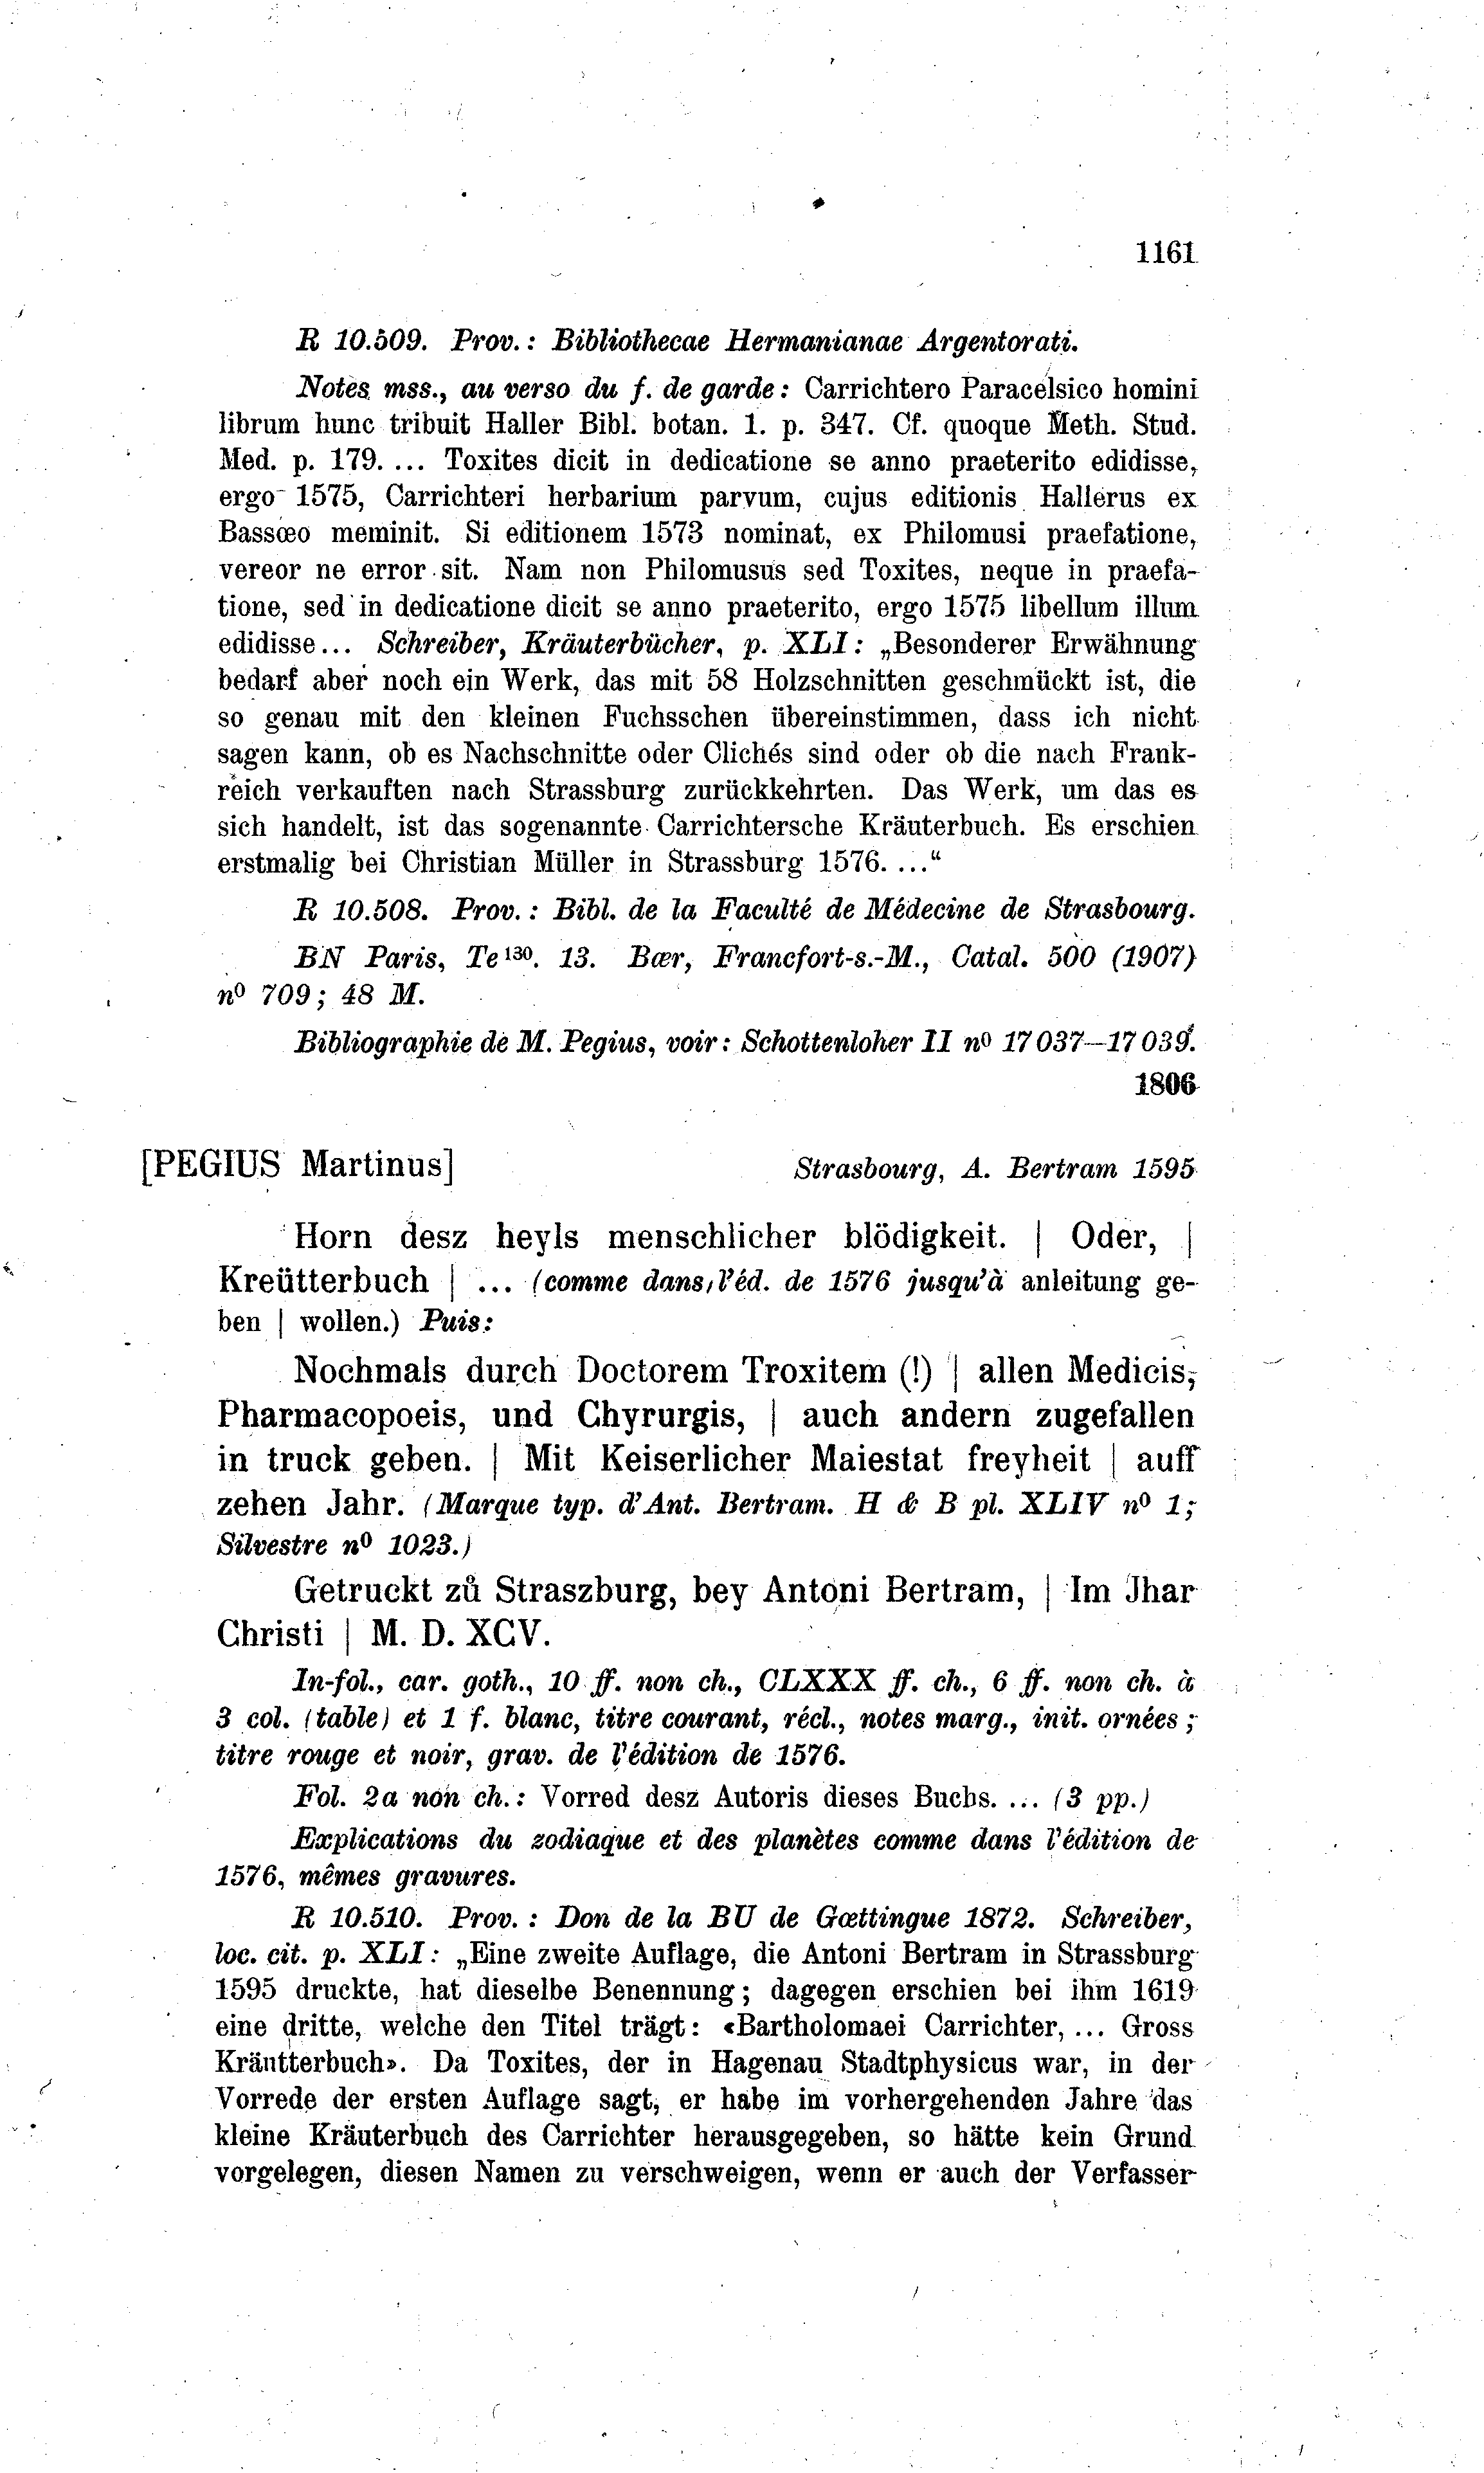 1161
R 10.509. Prov.: Bibliothecae Hermanianae Argentorati.
Notes mss., au verso du f. de garde: Carrichtero Paracelsico homini
librum hunc tribuit Haller Bibl. botan. 1. p. 347. Cf. quoque Meth. Stud.
Med. p. 179. ... Toxites dicit in dedicatione se anno praeterito edidisse,
ergo 1575, Carrichteri herbarium parvum, cujus editionis Hallerus ex
Bassœo meminit. Si editionem 1573 nominat, ex Philomusi praefatione,
vereor ne error sit. Nam non Philomusus sed Toxites, neque in praefa-
tione, sed in dedicatione dicit se anno praeterito, ergo 1575 libellum illum
edidisse... Schreiber, Kräuterbücher, p. XLI: „Besonderer Erwähnung
bedarf aber noch ein Werk, das mit 58 Holzschnitten geschmückt ist, die
so genau mit den kleinen Fuchsschen übereinstimmen, dass ich nicht
sagen kann, ob es Nachschnitte oder Clichés sind oder ob die nach Frank-
reich verkauften nach Strassburg zurückkehrten. Das Werk, um das es
sich handelt, ist das sogenannte Carrichtersche Kräuterbuch. Es erschien
erstmalig bei Christian Müller in Strassburg 1576. ...“
R 10.508. Prov.: Bibl. de la Faculté de Médecine de Strasbourg.
BN Paris, Te¹³⁰. 13. Bær, Francfort-s.-M., Catal. 500 (1907)
nº 709; 48 M.
Bibliographie de M. Pegius, voir: Schottenloher II nº 17037—17039.
1806
[PEGIUS Martinus] Strasbourg, A. Bertram 1595
Horn desz heyls menschlicher blödigkeit. | Oder, |
Kreütterbuch | ... (comme dans l'éd. de 1576 jusqu'à anleitung ge-
ben | wollen.) Puis:
Nochmals durch Doctorem Troxitem (!) | allen Medicis,
Pharmacopoeis, und Chyrurgis, | auch andern zugefallen
in truck geben. | Mit Keiserlicher Maiestat freyheit | auff
zehen Jahr. (Marque typ. d'Ant. Bertram. H & B pl. XLIV nº 1;
Silvestre nº 1023.)
Getruckt zů Straszburg, bey Antoni Bertram, | Im Jhar
Christi | M. D. XCV.
In-fol., car. goth., 10 ff. non ch., CLXXX ff. ch., 6 ff. non ch. à
3 col. (table) et 1 f. blanc, titre courant, récl., notes marg., init. ornées;
titre rouge et noir, grav. de l'édition de 1576.
Fol. 2a non ch.: Vorred desz Autoris dieses Buchs. ... (3 pp.)
Explications du zodiaque et des planètes comme dans l'édition de
1576, mêmes gravures.
R 10.510. Prov.: Don de la BU de Gœttingue 1872. Schreiber,
loc. cit. p. XLI: „Eine zweite Auflage, die Antoni Bertram in Strassburg
1595 druckte, hat dieselbe Benennung; dagegen erschien bei ihm 1619
eine dritte, welche den Titel trägt: «Bartholomaei Carrichter, ... Gross
Kräutterbuch». Da Toxites, der in Hagenau Stadtphysicus war, in der
Vorrede der ersten Auflage sagt, er habe im vorhergehenden Jahre das
kleine Kräuterbuch des Carrichter herausgegeben, so hätte kein Grund
vorgelegen, diesen Namen zu verschweigen, wenn er auch der Verfasser